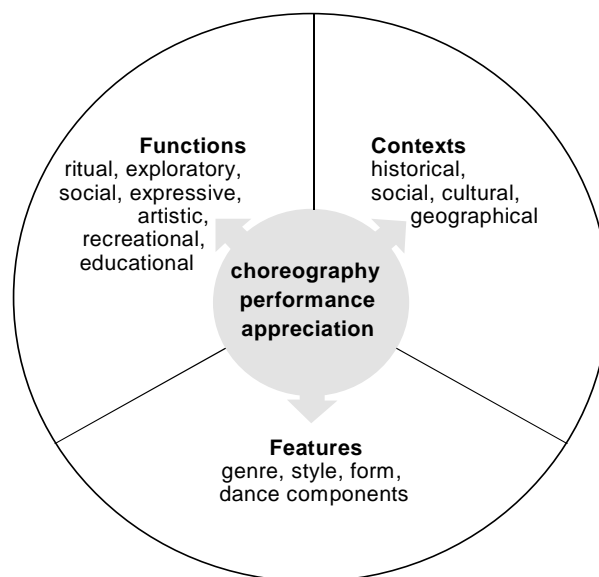 Functions
ritual, exploratory,
social, expressive,
artistic,
recreational,
educational
Contexts
historical,
social, cultural,
geographical
choreography
performance
appreciation
Features
genre, style, form,
dance components